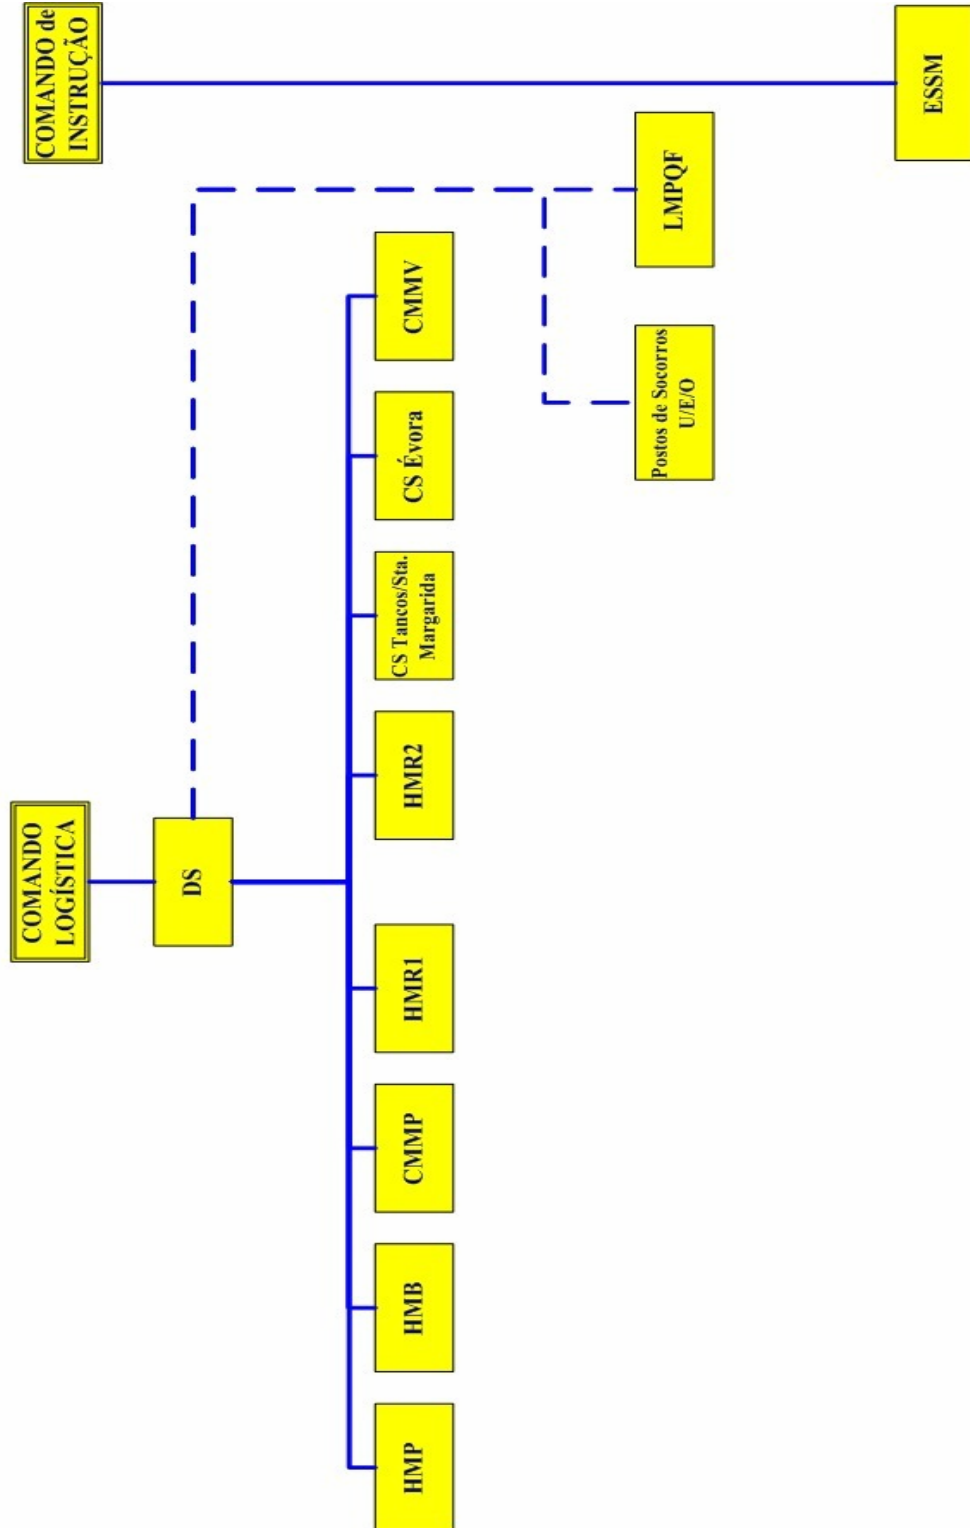 COMANDO
LOGÍSTICA
COMANDO de
INSTRUÇÃO
DS
HMP
HMB
CMMP
HMR1
HMR2
CS Tancos/Sta.
Margarida
CS Évora
CMMV
Postos de Socorros
U/E/O
LMPQF
ESSM